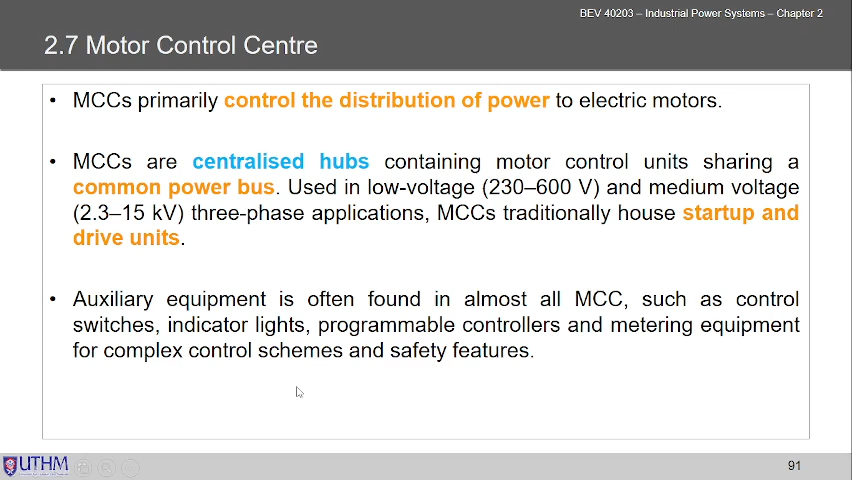 BEV 40203 – Industrial Power Systems – Chapter 2
2.7 Motor Control Centre
• MCCs primarily control the distribution of power to electric motors.
• MCCs are centralised hubs containing motor control units sharing a
common power bus. Used in low-voltage (230–600 V) and medium voltage
(2.3–15 kV) three-phase applications, MCCs traditionally house startup and
drive units.
• Auxiliary equipment is often found in almost all MCC, such as control
switches, indicator lights, programmable controllers and metering equipment
for complex control schemes and safety features.
UTHM
91